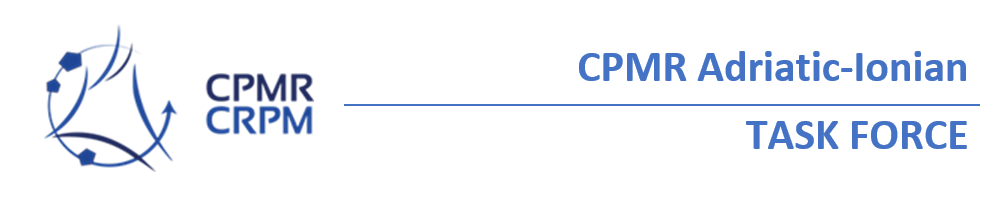 CPMR
CRPM
CPMR Adriatic-Ionian
TASK FORCE